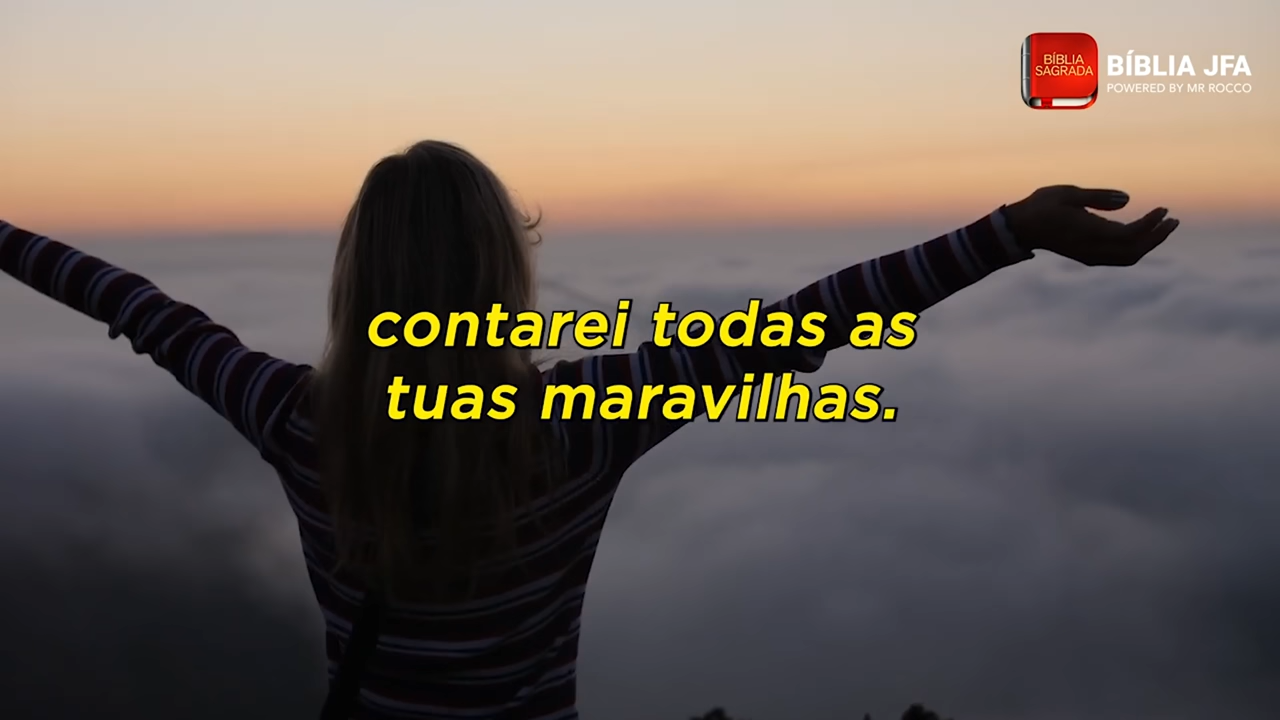 BÍBLIA
SAGRADA
BÍBLIA JFA
POWERED BY MR ROCCO
contarei todas as
tuas maravilhas.